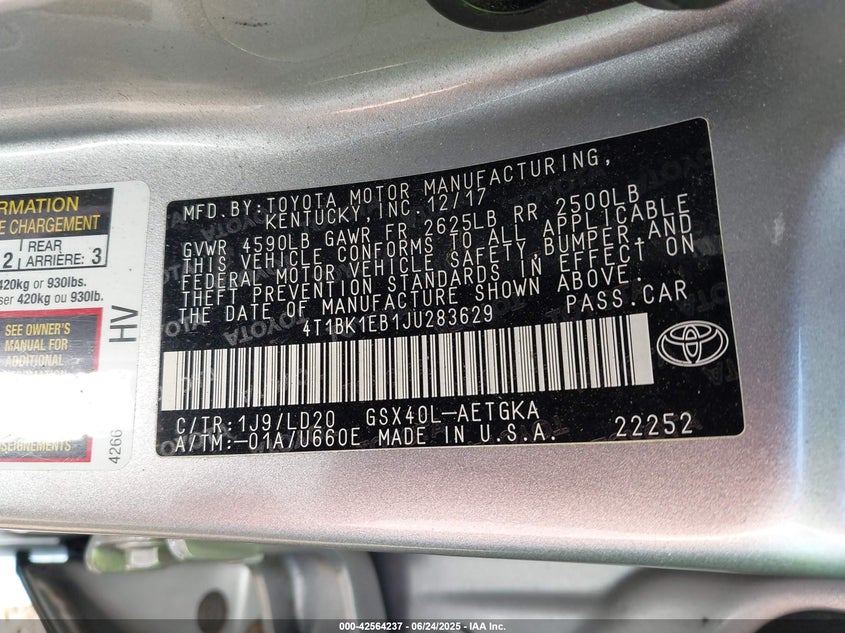 MFD. BY:TOYOTA MOTOR MANUFACTURING,
KENTUCKY, INC. 12/17
GVWR 4590LB GAWR FR 2625LB RR 2500LB
THIS VEHICLE CONFORMS TO ALL APPLICABLE
FEDERAL MOTOR VEHICLE SAFETY,BUMPER,AND
THEFT PREVENTION STANDARDS IN EFFECT ON
THE DATE OF MANUFACTURE SHOWN ABOVE.
4T1BK1EB1JU283629 PASS.CAR
C/TR:1J9/LD20 GSX40L-AETGKA
A/TM:-01A/U660E MADE IN U.S.A. 22252
RMATION
E CHARGEMENT
2 REAR
ARRIÈRE: 3
420kg or 930lbs.
ser 420kg ou 930lb.
SEE OWNER'S
MANUAL FOR
ADDITIONAL
HV
4266
000-42564237 - 06/24/2025 - IAA Inc.